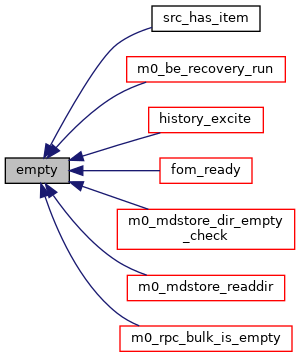 src_has_item
m0_be_recovery_run
history_excite
empty
fom_ready
m0_mdstore_dir_empty
_check
m0_mdstore_readdir
m0_rpc_bulk_is_empty